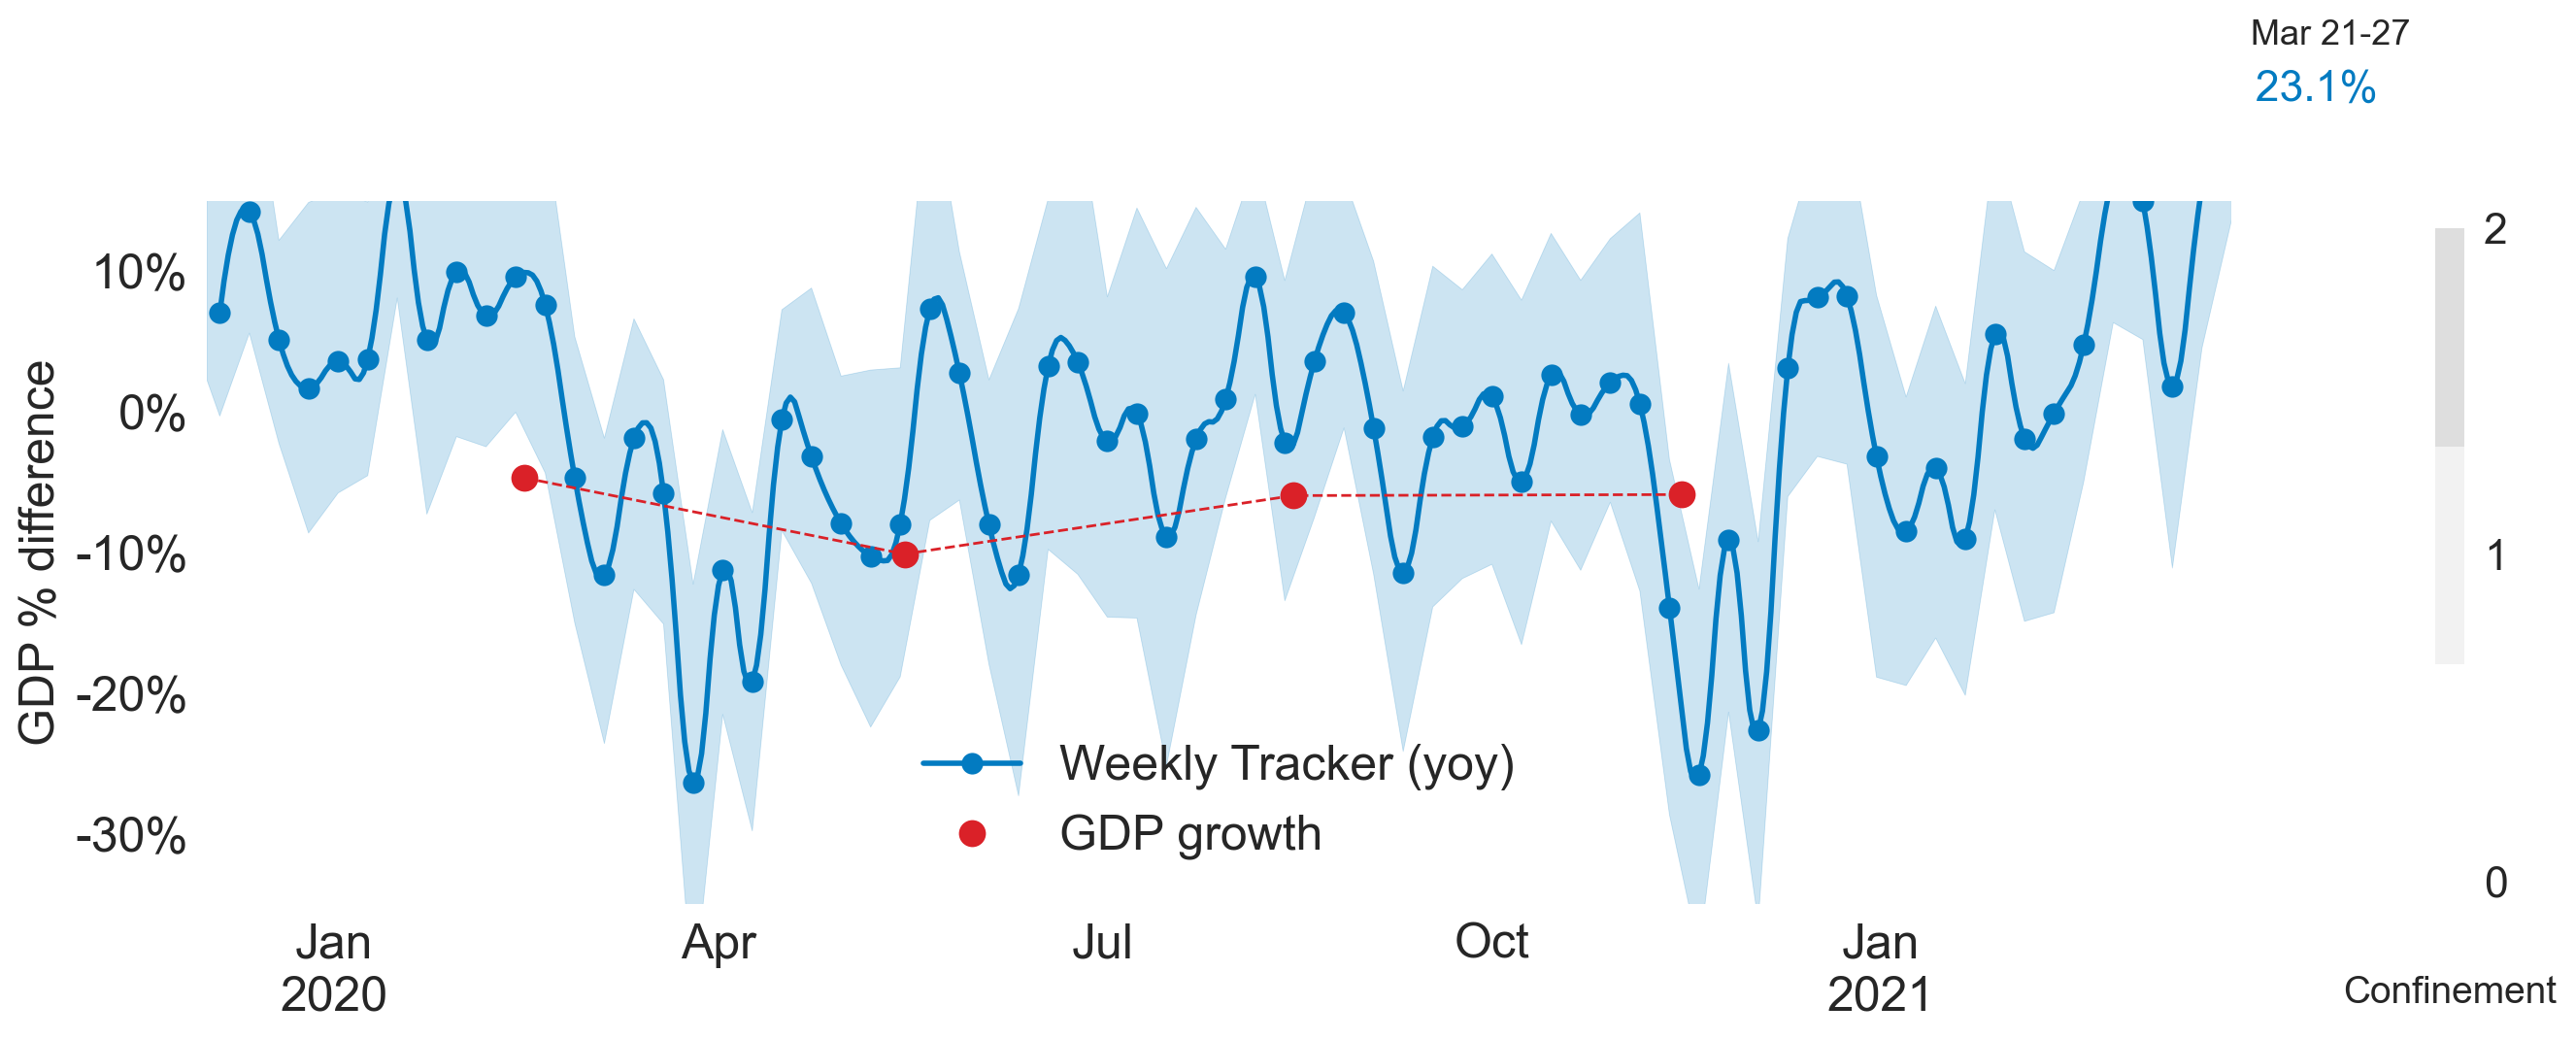 Mar 21-27
23.1%
GDP % difference
10%
0%
-10%
-20%
-30%
Weekly Tracker (yoy)
GDP growth
Jan
2020
Apr
Jul
Oct
Jan
2021
2
1
0
Confinement